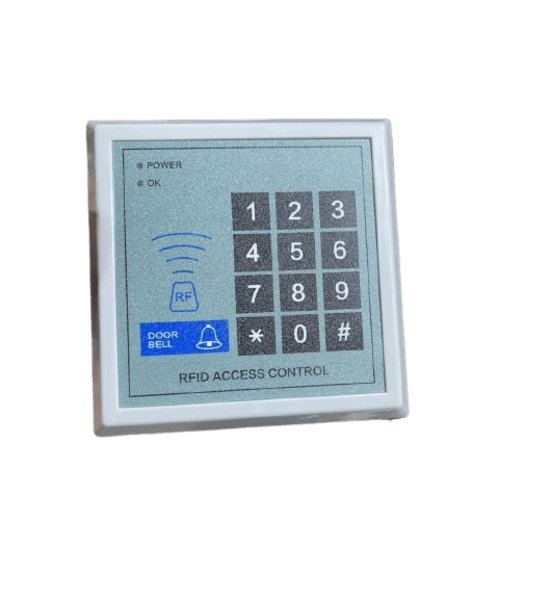 POWER
OK
1 2 3
4 5 6
7 8 9
* 0 #
RF
DOOR
BELL
RFID ACCESS CONTROL